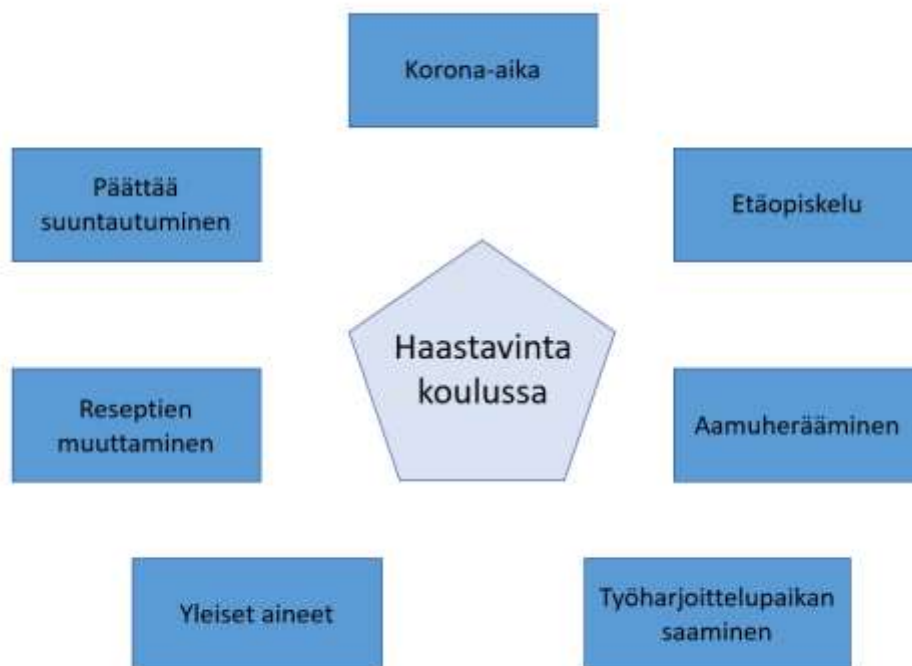 Korona-aika
Päättää
suuntautuminen
Etäopiskelu
Haastavinta
koulussa
Reseptien
muuttaminen
Aamuherääminen
Yleiset aineet
Työharjoittelupaikan
saaminen